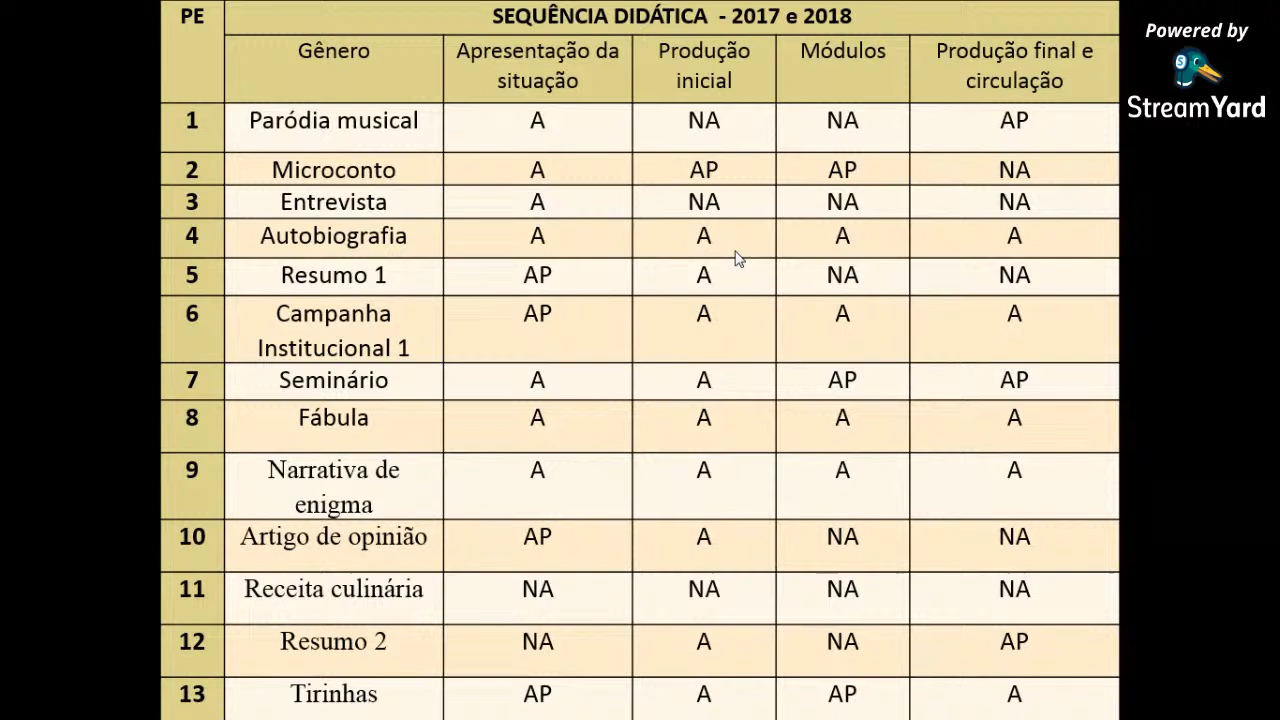 PE SEQUÊNCIA DIDÁTICA - 2017 e 2018
Gênero Apresentação da situação Produção inicial Módulos Produção final e circulação
1 Paródia musical A NA NA AP
2 Microconto A AP AP NA
3 Entrevista A NA NA NA
4 Autobiografia A A A A
5 Resumo 1 AP A NA NA
6 Campanha Institucional 1 AP A A A
7 Seminário A A AP AP
8 Fábula A A A A
9 Narrativa de enigma A A A A
10 Artigo de opinião AP A NA NA
11 Receita culinária NA NA NA NA
12 Resumo 2 NA A NA AP
13 Tirinhas AP A AP A
Powered by
StreamYard